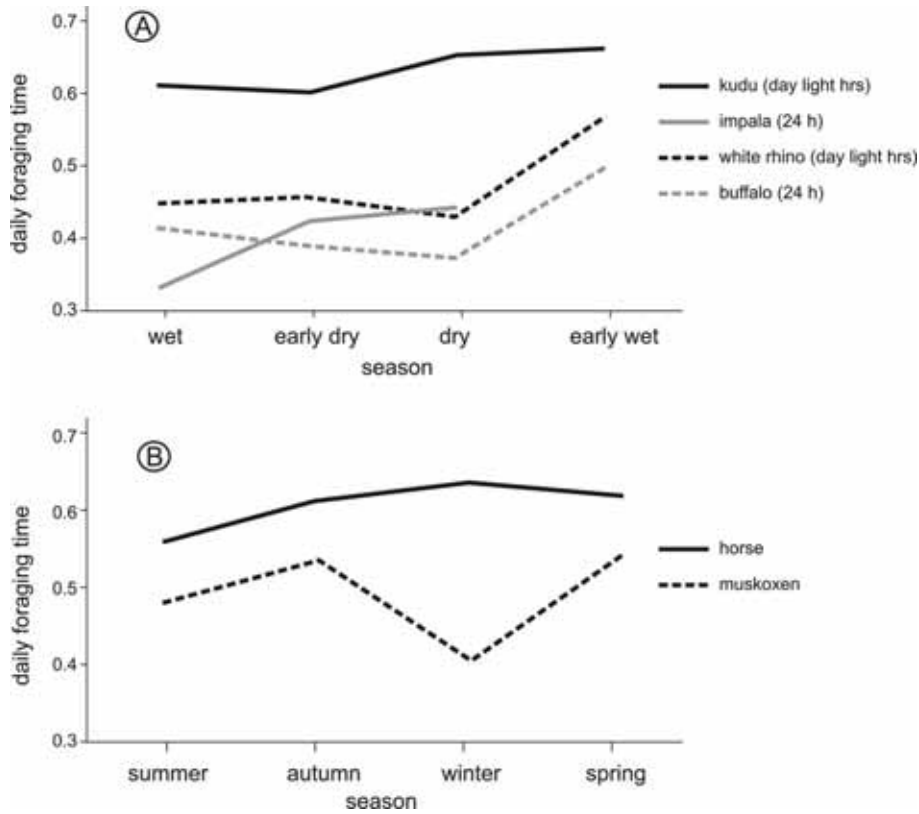 A
0.7
0.6
0.5
0.4
0.3
daily foraging time
wet early dry dry early wet
season
kudu (day light hrs)
impala (24 h)
white rhino (day light hrs)
buffalo (24 h)
B
0.7
0.6
0.5
0.4
0.3
daily foraging time
summer autumn winter spring
season
horse
muskoxen